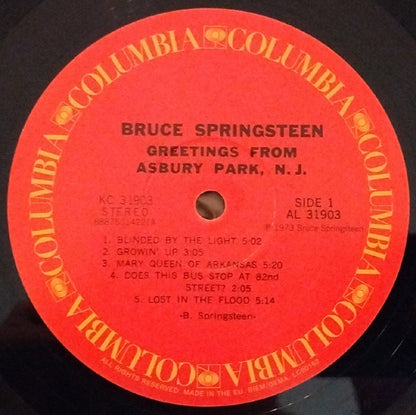 COLUMBIA COLUMBIA COLUMBIA COLUMBIA COLUMBIA COLUMBIA
BRUCE SPRINGSTEEN
GREETINGS FROM
ASBURY PARK, N.J.
KC 31903
STEREO
SIDE 1
AL 31903
℗ 1973 Bruce Springsteen
1. BLINDED BY THE LIGHT 5:02
2. GROWIN' UP 3:05
3. MARY QUEEN OF ARKANSAS 5:20
4. DOES THIS BUS STOP AT 82nd
STREET? 2:05
5. LOST IN THE FLOOD 5:14
-B. Springsteen-
ALL RIGHTS RESERVED. MADE IN THE EU. BIEM/GEMA.